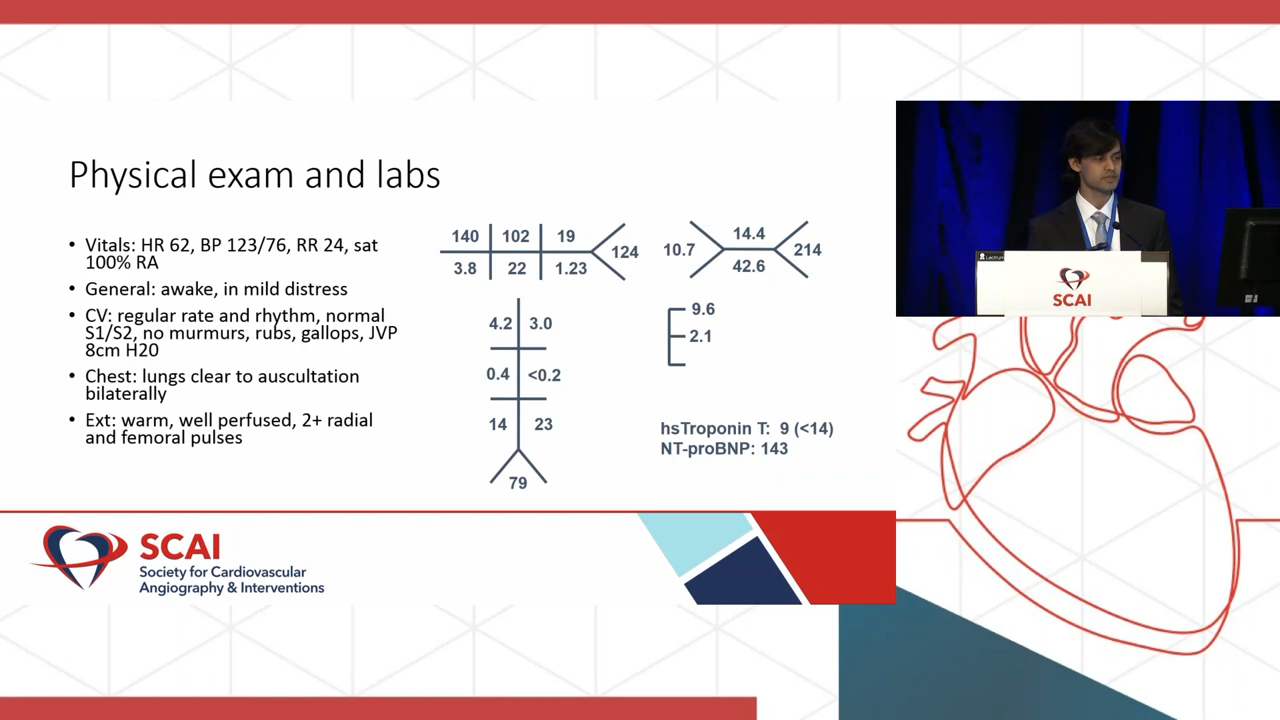 Physical exam and labs
• Vitals: HR 62, BP 123/76, RR 24, sat
100% RA
• General: awake, in mild distress
• CV: regular rate and rhythm, normal
S1/S2, no murmurs, rubs, gallops, JVP
8cm H20
• Chest: lungs clear to auscultation
bilaterally
• Ext: warm, well perfused, 2+ radial
and femoral pulses
140 102 19
124
3.8 22 1.23
14.4
10.7 214
42.6
4.2 3.0
0.4 <0.2
14 23
79
9.6
2.1
hsTroponin T: 9 (<14)
NT-proBNP: 143
SCAI
Society for Cardiovascular
Angiography & Interventions
SCAI